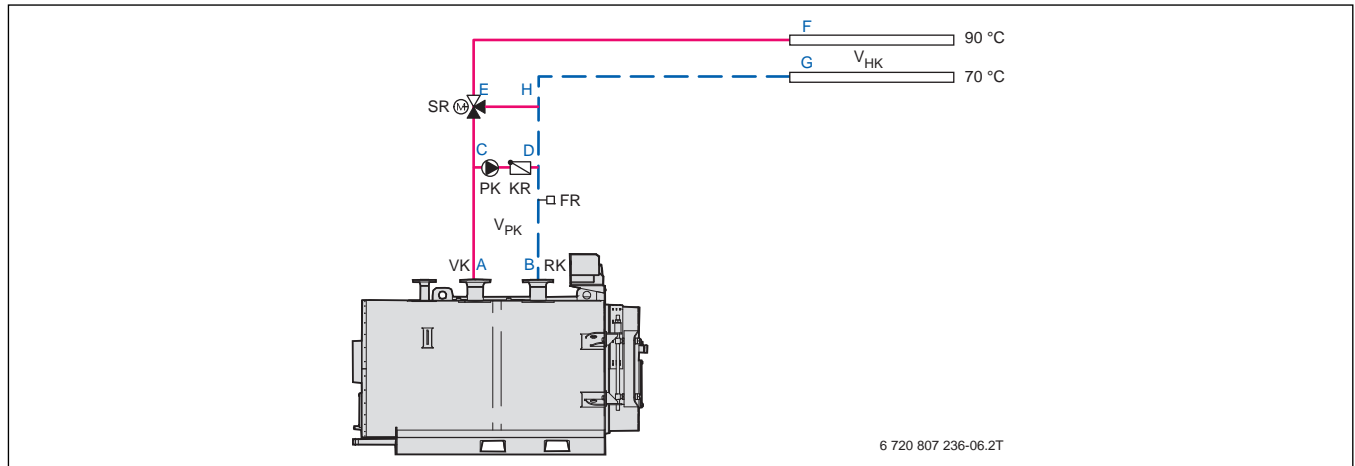 F
90 °C
V_HK
G
70 °C
E
H
SR M
C
D
PK KR
FR
V_PK
VK A
B RK
6 720 807 236-06.2T